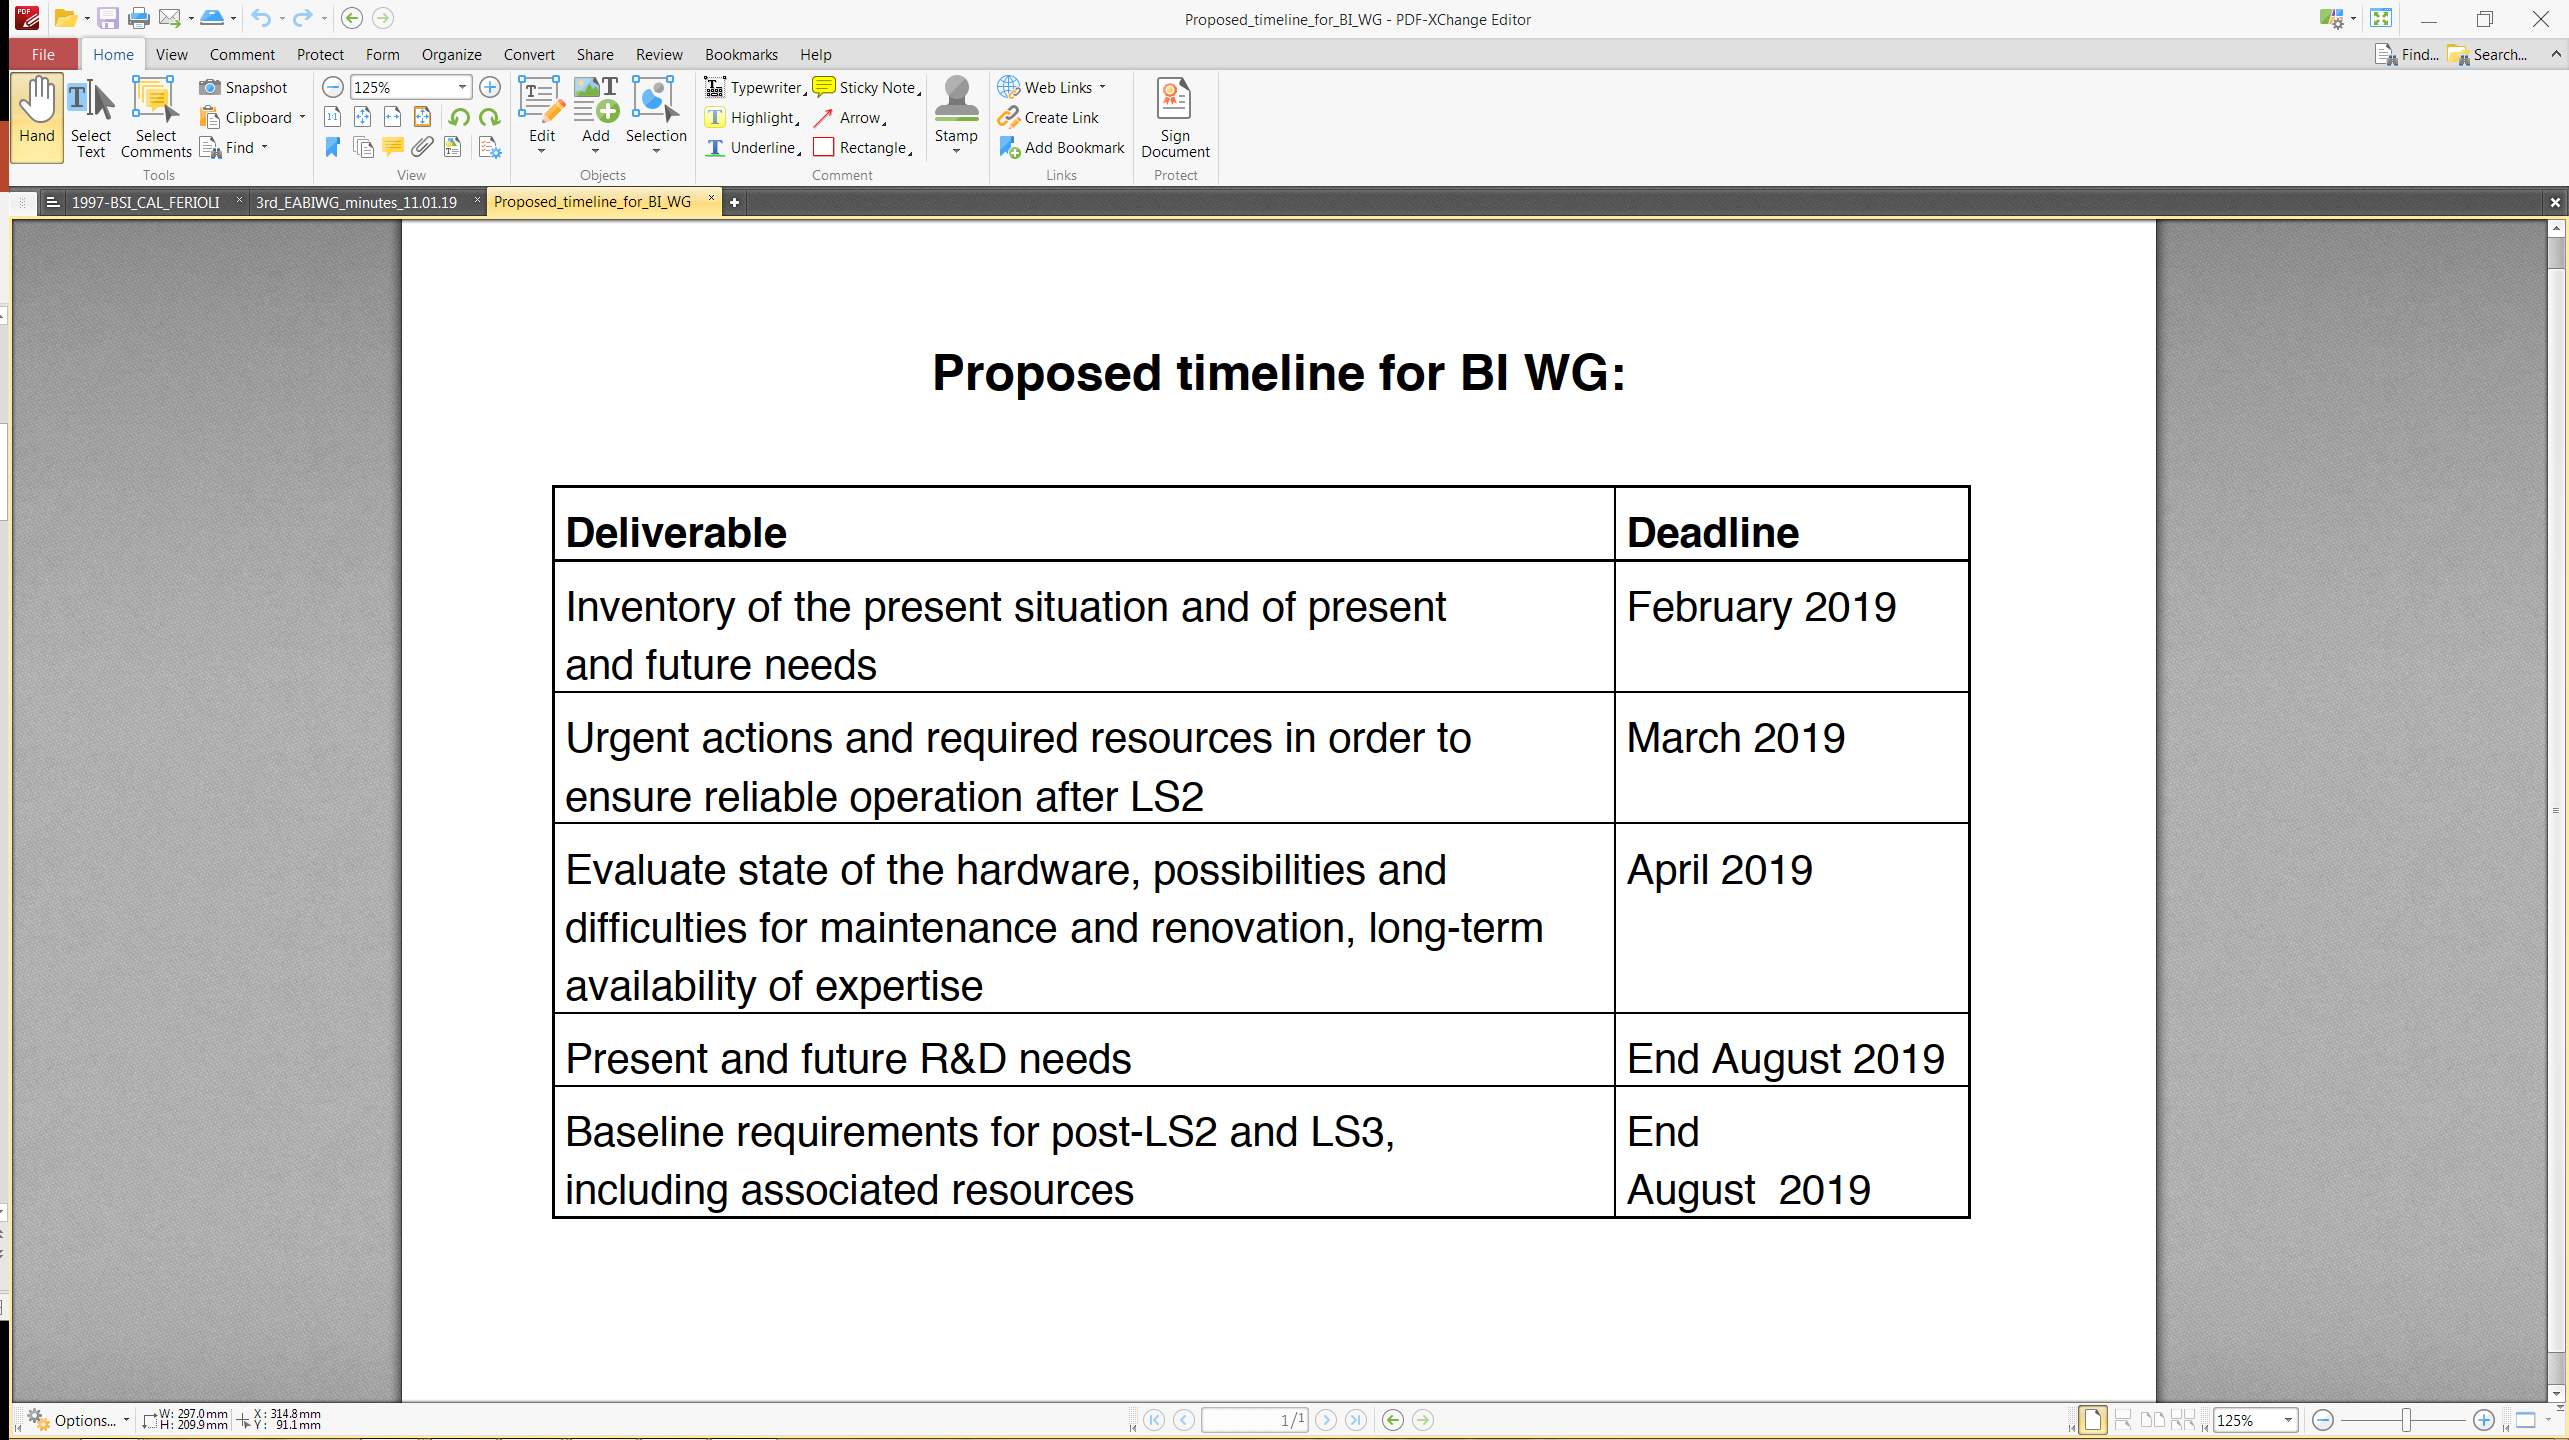 Proposed_timeline_for_BI_WG - PDF-XChange Editor
File Home View Comment Protect Form Organize Convert Share Review Bookmarks Help Find... Search...
Hand
Select Text
Select Comments
Snapshot
Clipboard
Find
Tools
125%
View
Edit
Add
Selection
Objects
Typewriter Sticky Note
Highlight Arrow
Underline Rectangle
Comment
Stamp
Web Links
Create Link
Add Bookmark
Links
Sign Document
Protect
1997-BSI_CAL_FERIOLI 3rd_EABIWG_minutes_11.01.19 Proposed_timeline_for_BI_WG
Proposed timeline for BI WG:
Deliverable Deadline
Inventory of the present situation and of present February 2019
and future needs
Urgent actions and required resources in order to March 2019
ensure reliable operation after LS2
Evaluate state of the hardware, possibilities and April 2019
difficulties for maintenance and renovation, long-term
availability of expertise
Present and future R&D needs End August 2019
Baseline requirements for post-LS2 and LS3, End
including associated resources August  2019
Options... W: 297.0mm X: 314.8mm
H: 209.9mm Y: 91.1mm
1/1
125%